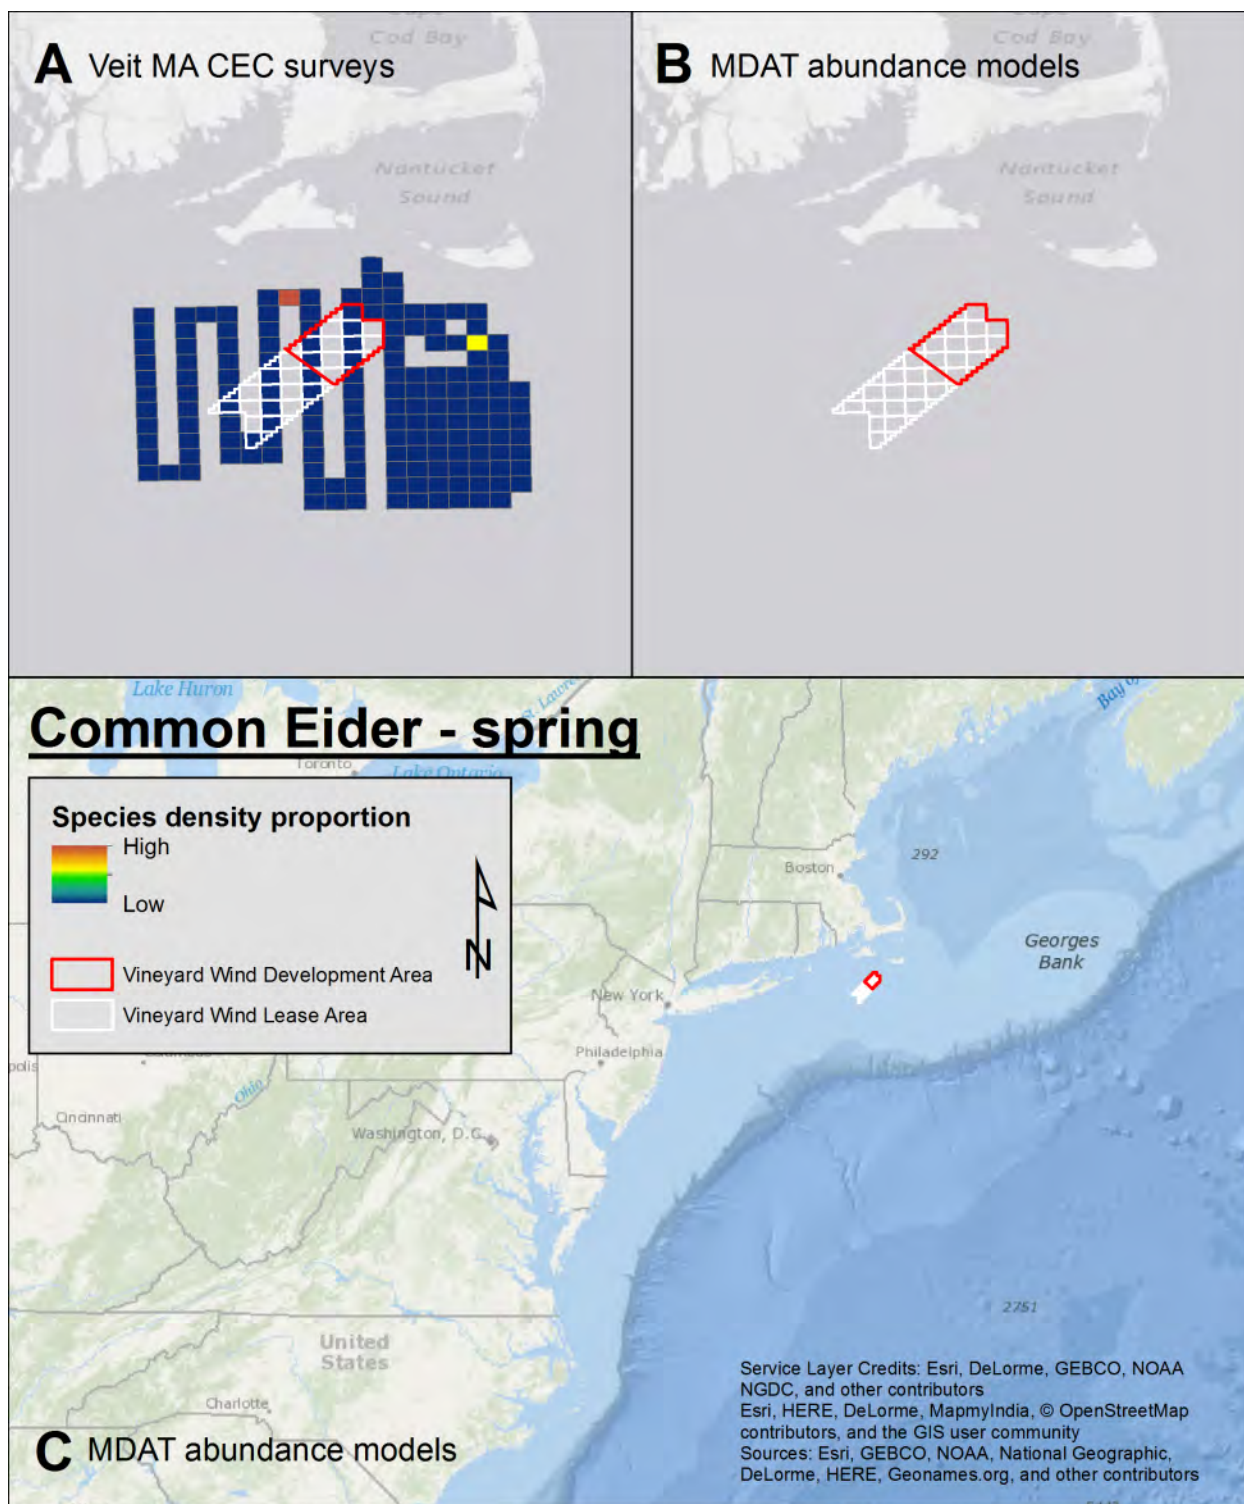 A Veit MA CEC surveys
Cod Bay
Nantucket
Sound
B MDAT abundance models
Cod Bay
Nantucket
Sound
Lake Huron
Bay of
Common Eider - spring
Toronto
Lake Ontario
Species density proportion
High
Low
N
Vineyard Wind Development Area
Vineyard Wind Lease Area
Boston
292
Georges
Bank
New York
Philadelphia
Ohio
Cincinnati
Washington, D.C.
2751
United
States
Charlotte
C MDAT abundance models
Service Layer Credits: Esri, DeLorme, GEBCO, NOAA
NGDC, and other contributors
Esri, HERE, DeLorme, MapmyIndia, © OpenStreetMap
contributors, and the GIS user community
Sources: Esri, GEBCO, NOAA, National Geographic,
DeLorme, HERE, Geonames.org, and other contributors